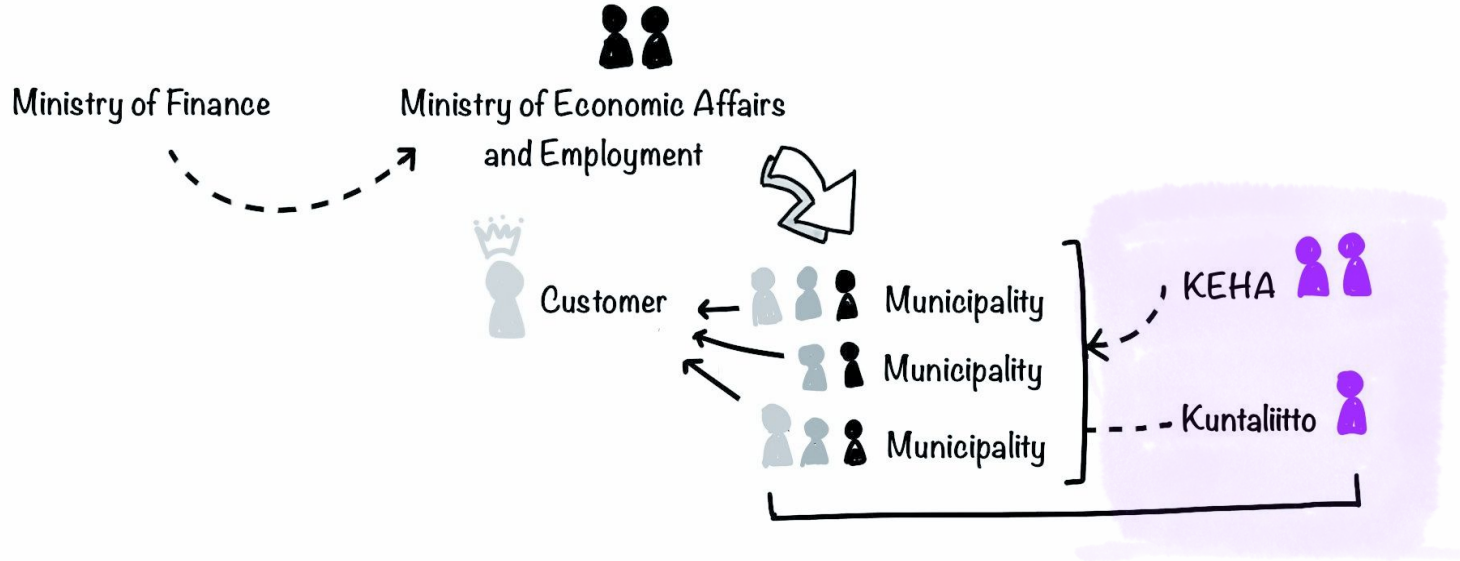 Ministry of Finance
Ministry of Economic Affairs
and Employment
Customer
Municipality
Municipality
Municipality
KEHA
Kuntaliitto